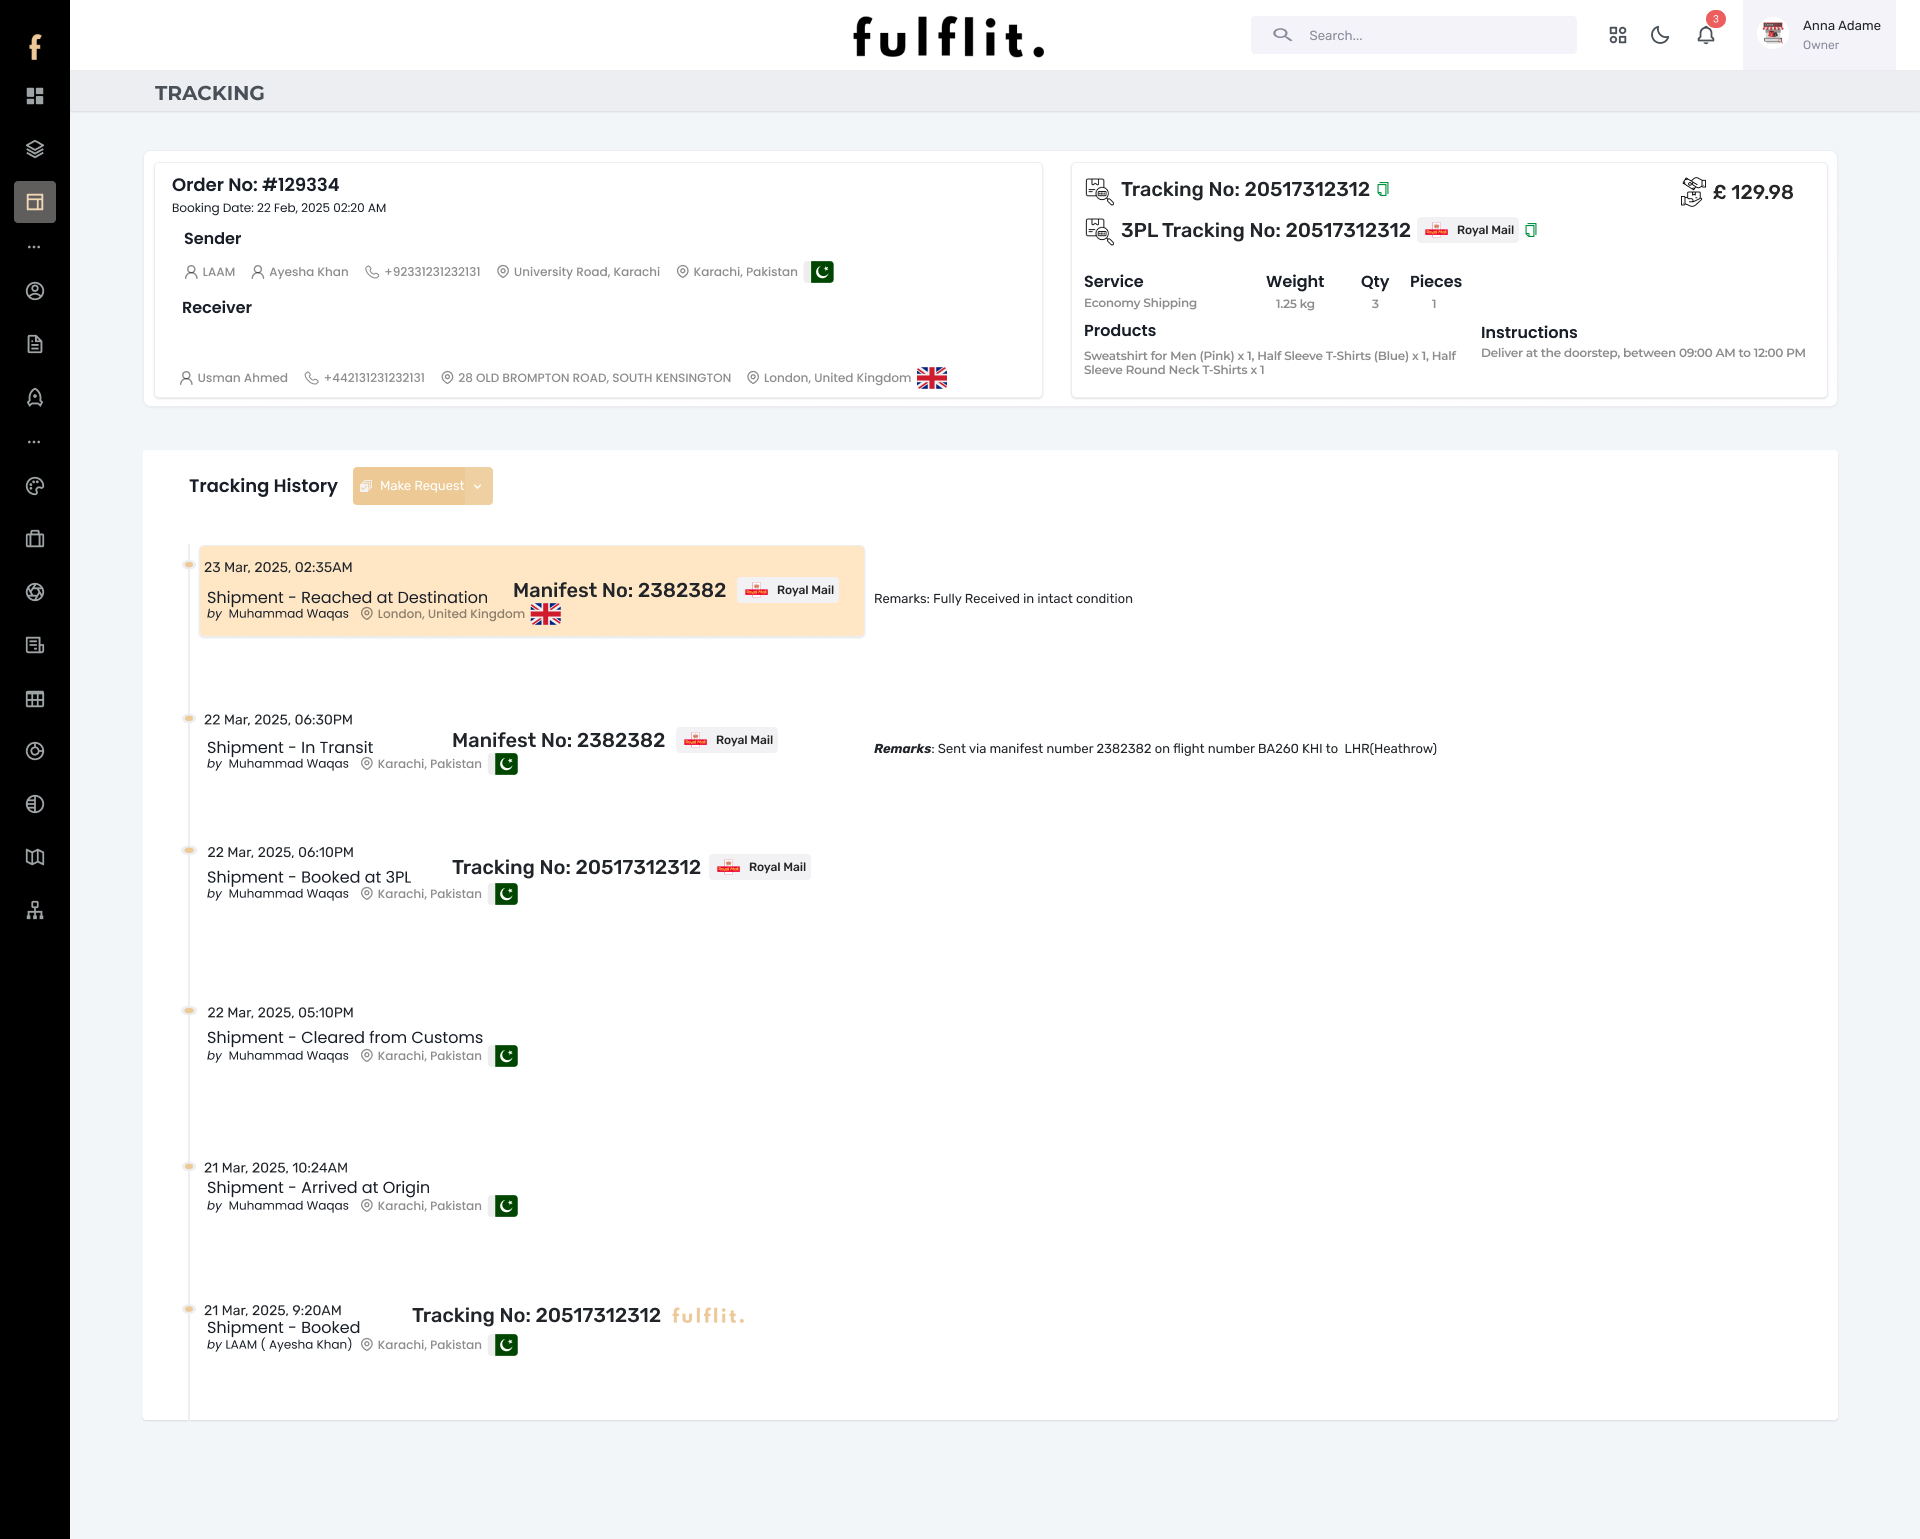 f
fulflit.
Search...
3
Anna Adame
Owner
TRACKING
Order No: #129334
Booking Date: 22 Feb, 2025 02:20 AM
Sender
LAAM Ayesha Khan +92331231232131 University Road, Karachi Karachi, Pakistan
Receiver
Usman Ahmed +442131231232131 28 OLD BROMPTON ROAD, SOUTH KENSINGTON London, United Kingdom
Tracking No: 20517312312
£ 129.98
3PL Tracking No: 20517312312 Royal Mail
Service Weight Qty Pieces
Economy Shipping 1.25 kg 3 1
Products
Sweatshirt for Men (Pink) x 1, Half Sleeve T-Shirts (Blue) x 1, Half
Sleeve Round Neck T-Shirts x 1
Instructions
Deliver at the doorstep, between 09:00 AM to 12:00 PM
Tracking History
Make Request
23 Mar, 2025, 02:35AM
Shipment - Reached at Destination
Manifest No: 2382382 Royal Mail
by Muhammad Waqas London, United Kingdom
Remarks: Fully Received in intact condition
22 Mar, 2025, 06:30PM
Shipment - In Transit
Manifest No: 2382382 Royal Mail
by Muhammad Waqas Karachi, Pakistan
Remarks: Sent via manifest number 2382382 on flight number BA260 KHI to LHR(Heathrow)
22 Mar, 2025, 06:10PM
Shipment - Booked at 3PL
Tracking No: 20517312312 Royal Mail
by Muhammad Waqas Karachi, Pakistan
22 Mar, 2025, 05:10PM
Shipment - Cleared from Customs
by Muhammad Waqas Karachi, Pakistan
21 Mar, 2025, 10:24AM
Shipment - Arrived at Origin
by Muhammad Waqas Karachi, Pakistan
21 Mar, 2025, 9:20AM
Shipment - Booked
Tracking No: 20517312312 fulflit.
by LAAM ( Ayesha Khan) Karachi, Pakistan